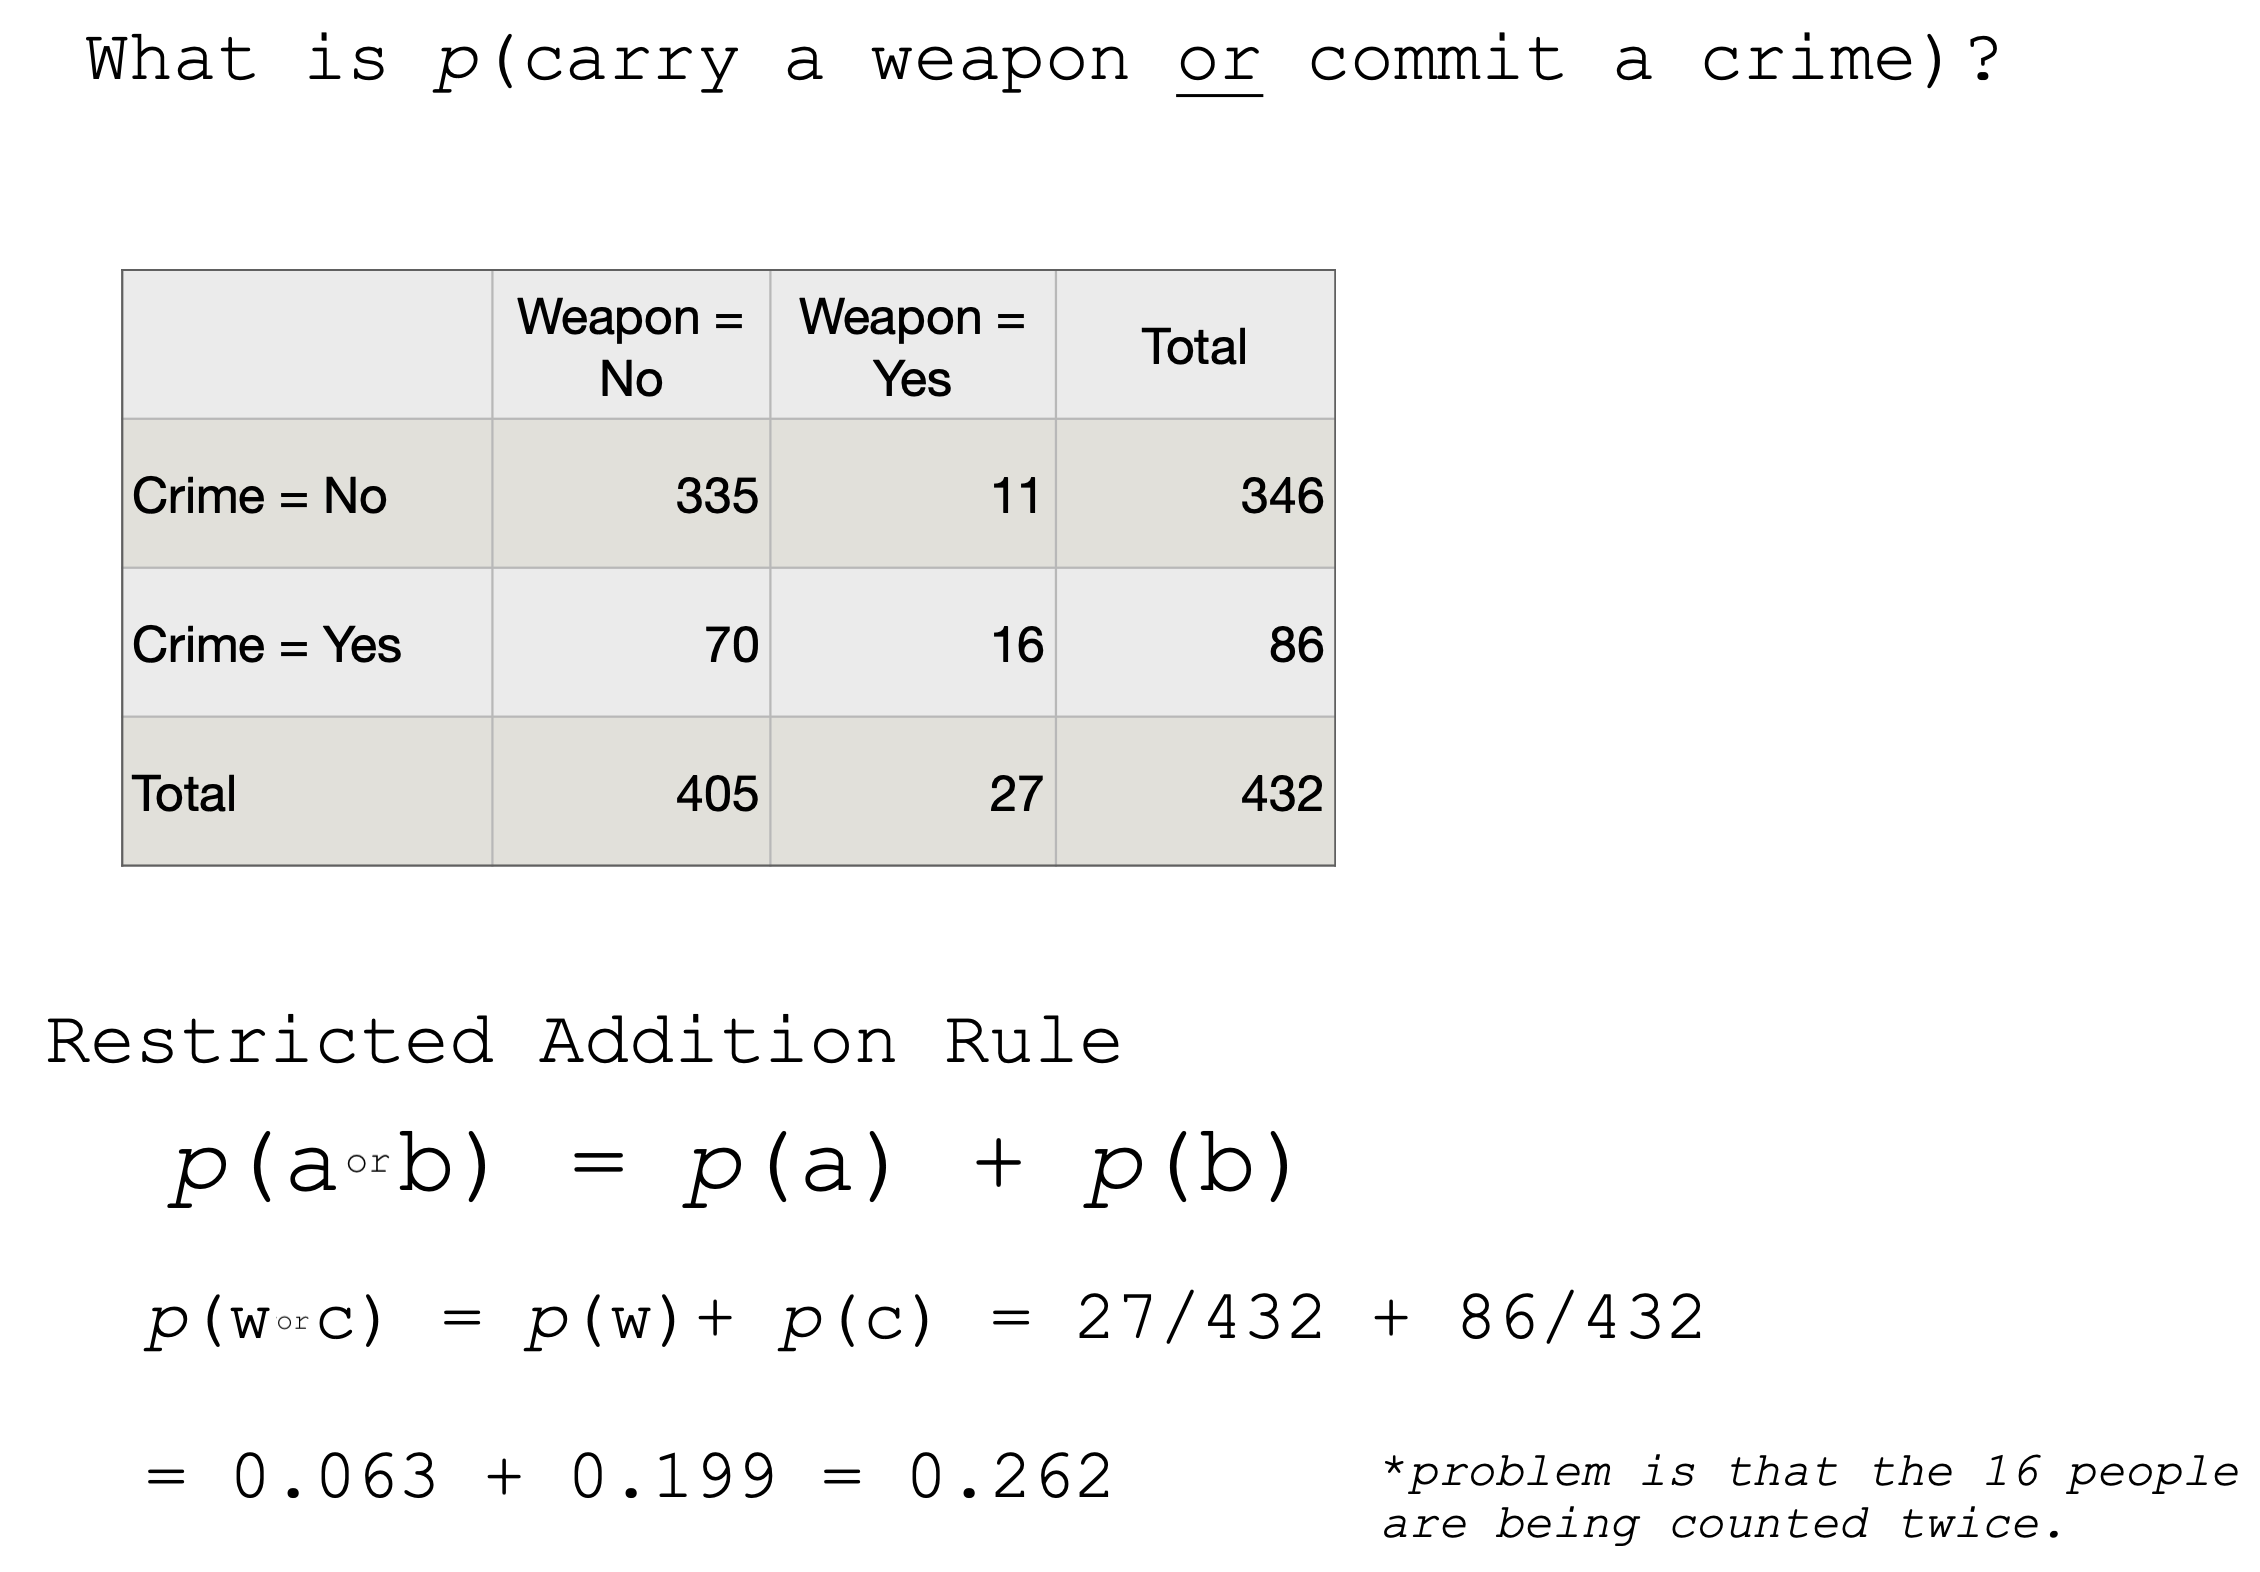 What is p(carry a weapon or commit a crime)?
Weapon = No Weapon = Yes Total
Crime = No 335 11 346
Crime = Yes 70 16 86
Total 405 27 432
Restricted Addition Rule
p(a or b) = p(a) + p(b)
p(w or c) = p(w)+ p(c) = 27/432 + 86/432
= 0.063 + 0.199 = 0.262
*problem is that the 16 people
are being counted twice.